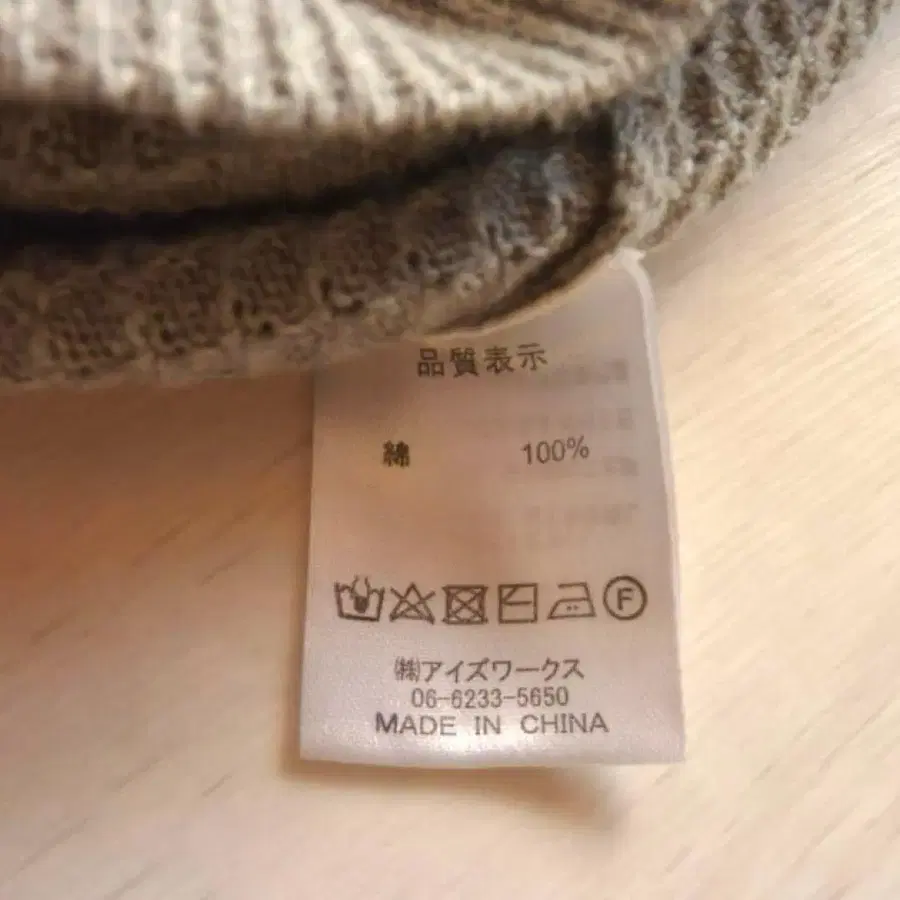 品質表示
綿 100%
F
㈱アイズワークス
06-6233-5650
MADE IN CHINA